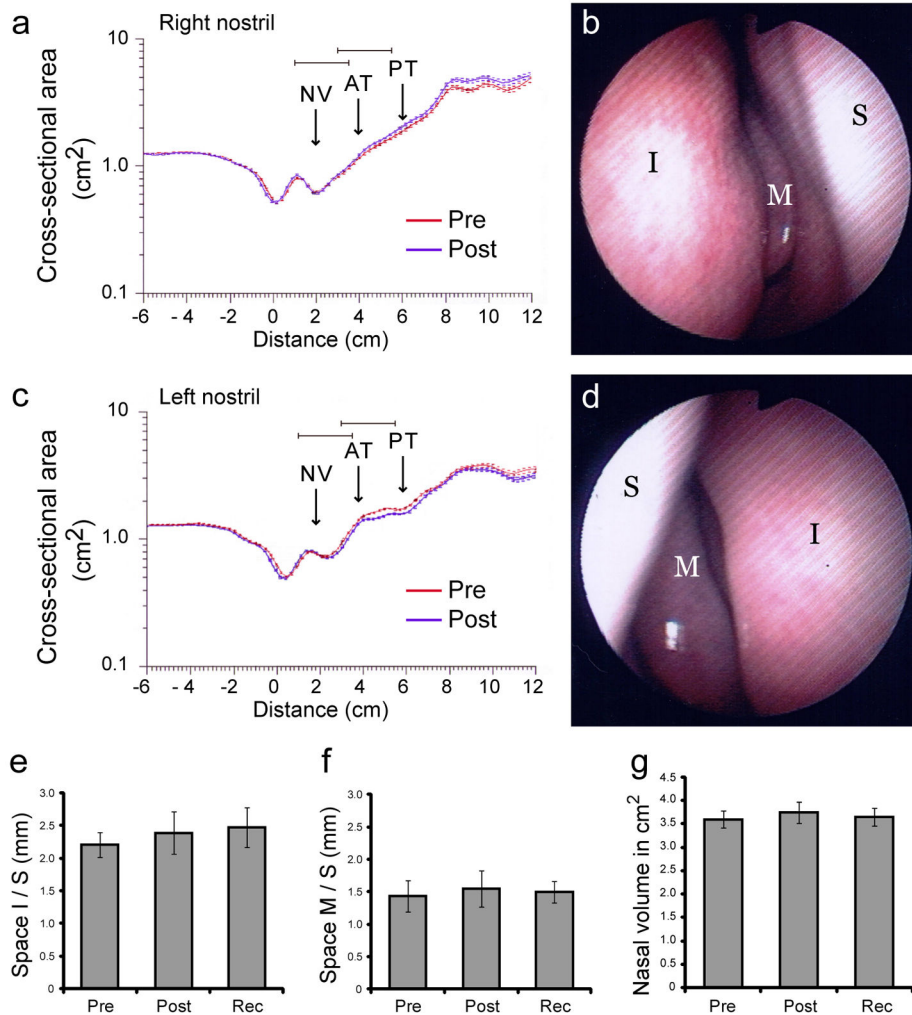 a
Right nostril
10
1.0
0.1
Cross-sectional area
(cm2)
NV
AT
PT
Pre
Post
-6
- 4
-2
0
2
4
6
8
10
12
Distance (cm)
b
I
M
S
c
Left nostril
10
1.0
0.1
Cross-sectional area
(cm2)
NV
AT
PT
Pre
Post
-6
- 4
-2
0
2
4
6
8
10
12
Distance (cm)
d
S
M
I
e
3.0
2.5
2.0
1.5
1.0
0.5
0
Space I / S (mm)
Pre
Post
Rec
f
3.0
2.5
2.0
1.5
1.0
0.5
0
Space M / S (mm)
Pre
Post
Rec
g
4.5
4.0
3.5
3.0
2.5
2.0
1.5
1.0
0.5
0
Nasal volume in cm2
Pre
Post
Rec